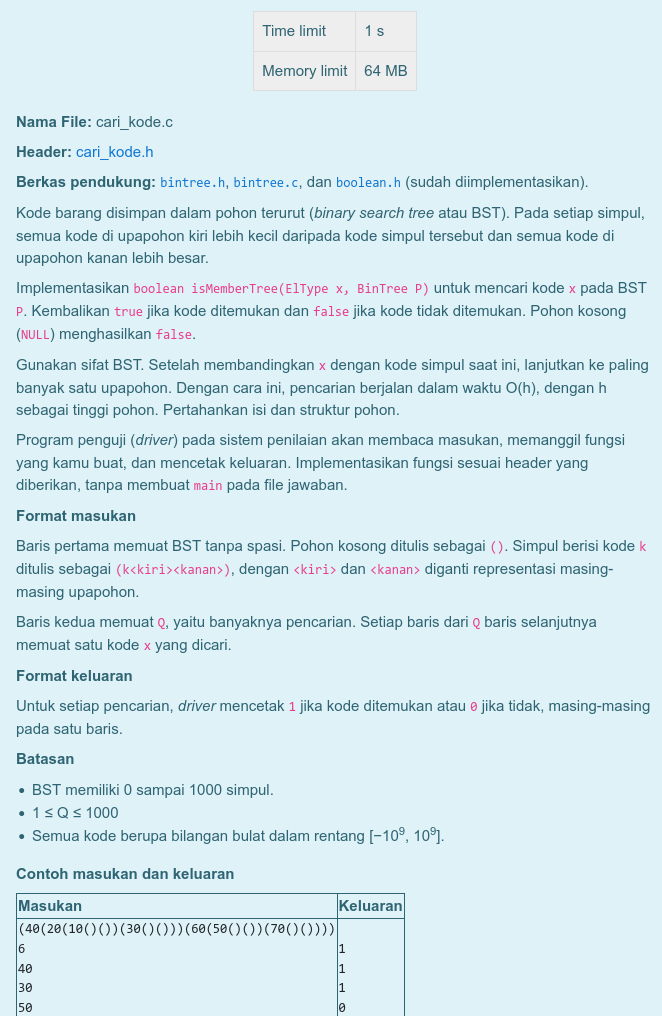 Time limit 1 s
Memory limit 64 MB
Nama File: cari_kode.c
Header: cari_kode.h
Berkas pendukung: bintree.h, bintree.c, dan boolean.h (sudah diimplementasikan).
Kode barang disimpan dalam pohon terurut (binary search tree atau BST). Pada setiap simpul,
semua kode di upapohon kiri lebih kecil daripada kode simpul tersebut dan semua kode di
upapohon kanan lebih besar.
Implementasikan boolean isMemberTree(ElType x, BinTree P) untuk mencari kode x pada BST
P. Kembalikan true jika kode ditemukan dan false jika kode tidak ditemukan. Pohon kosong
(NULL) menghasilkan false.
Gunakan sifat BST. Setelah membandingkan x dengan kode simpul saat ini, lanjutkan ke paling
banyak satu upapohon. Dengan cara ini, pencarian berjalan dalam waktu O(h), dengan h
sebagai tinggi pohon. Pertahankan isi dan struktur pohon.
Program penguji (driver) pada sistem penilaian akan membaca masukan, memanggil fungsi
yang kamu buat, dan mencetak keluaran. Implementasikan fungsi sesuai header yang
diberikan, tanpa membuat main pada file jawaban.
Format masukan
Baris pertama memuat BST tanpa spasi. Pohon kosong ditulis sebagai (). Simpul berisi kode k
ditulis sebagai (k<kiri><kanan>), dengan <kiri> dan <kanan> diganti representasi masing-
masing upapohon.
Baris kedua memuat Q, yaitu banyaknya pencarian. Setiap baris dari Q baris selanjutnya
memuat satu kode x yang dicari.
Format keluaran
Untuk setiap pencarian, driver mencetak 1 jika kode ditemukan atau 0 jika tidak, masing-masing
pada satu baris.
Batasan
• BST memiliki 0 sampai 1000 simpul.
• 1 ≤ Q ≤ 1000
• Semua kode berupa bilangan bulat dalam rentang [−10⁹, 10⁹].
Contoh masukan dan keluaran
Masukan Keluaran
(40(20(10()())(30()()))(60(50()())(70()())))
6 1
40 1
30 1
50 0